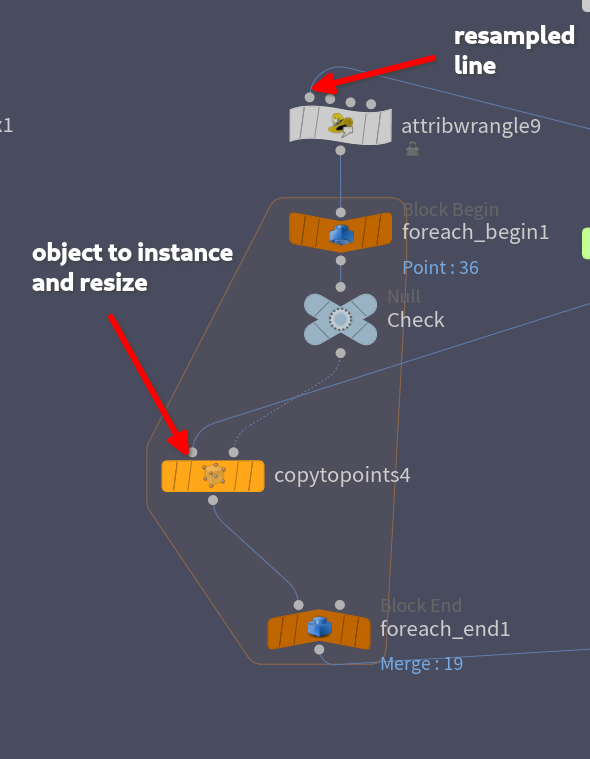 resampled
line
x1
attribwrangle9
Block Begin
foreach_begin1
object to instance
and resize
Point : 36
Null
Check
copytopoints4
Block End
foreach_end1
Merge : 19